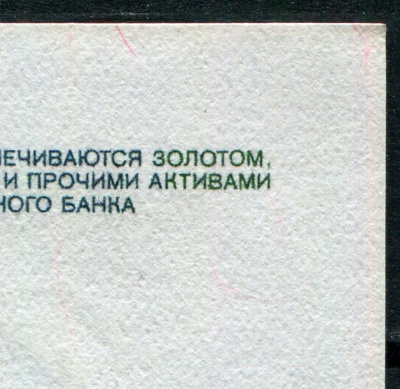 ЕЧИВАЮТСЯ ЗОЛОТОМ,
И ПРОЧИМИ АКТИВАМИ
НОГО БАНКА